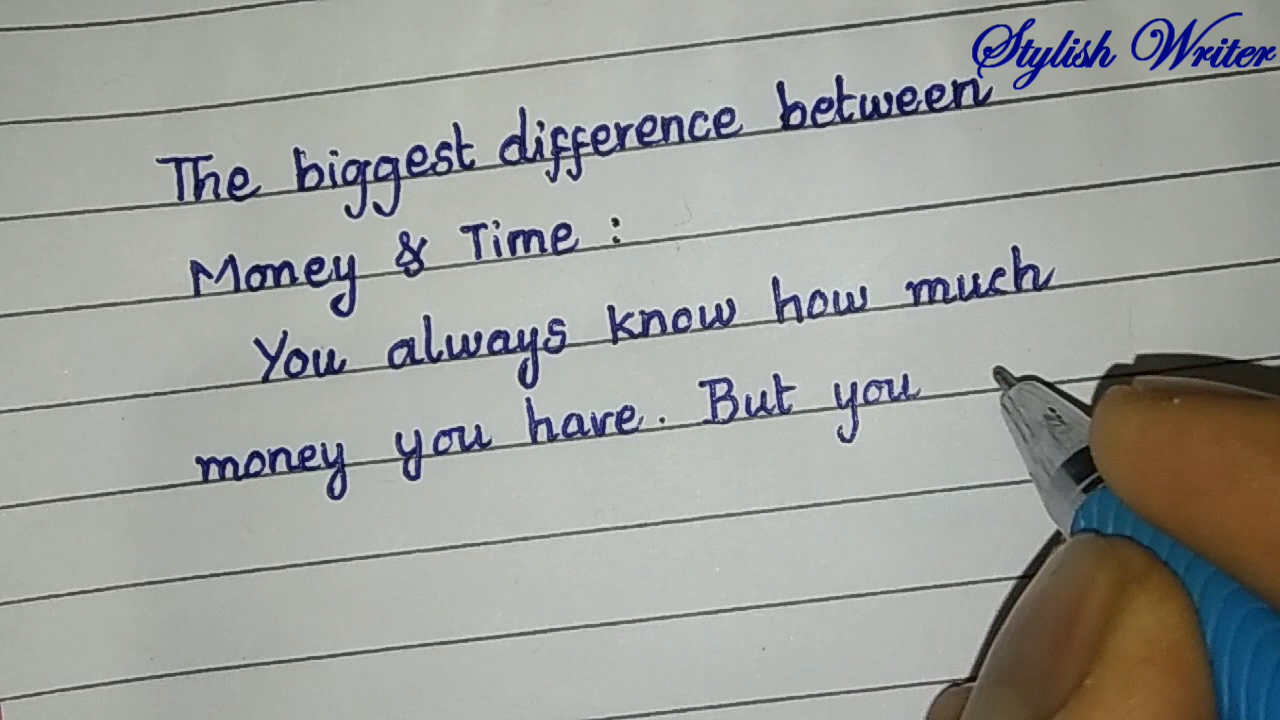 Stylish Writer
The biggest difference between
Money & Time :
You always know how much
money you have. But you